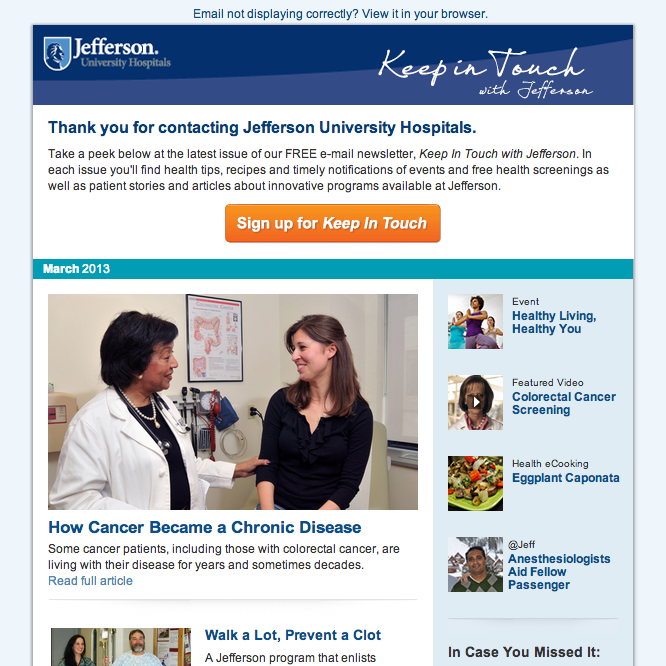 Email not displaying correctly? View it in your browser.
Jefferson.
University Hospitals
Keep in Touch
with Jefferson
Thank you for contacting Jefferson University Hospitals.
Take a peek below at the latest issue of our FREE e-mail newsletter, Keep In Touch with Jefferson. In
each issue you'll find health tips, recipes and timely notifications of events and free health screenings as
well as patient stories and articles about innovative programs available at Jefferson.
Sign up for Keep In Touch
March 2013
How Cancer Became a Chronic Disease
Some cancer patients, including those with colorectal cancer, are
living with their disease for years and sometimes decades.
Read full article
Walk a Lot, Prevent a Clot
A Jefferson program that enlists
Event
Healthy Living,
Healthy You
Featured Video
Colorectal Cancer
Screening
Health eCooking
Eggplant Caponata
@Jeff
Anesthesiologists
Aid Fellow
Passenger
In Case You Missed It: